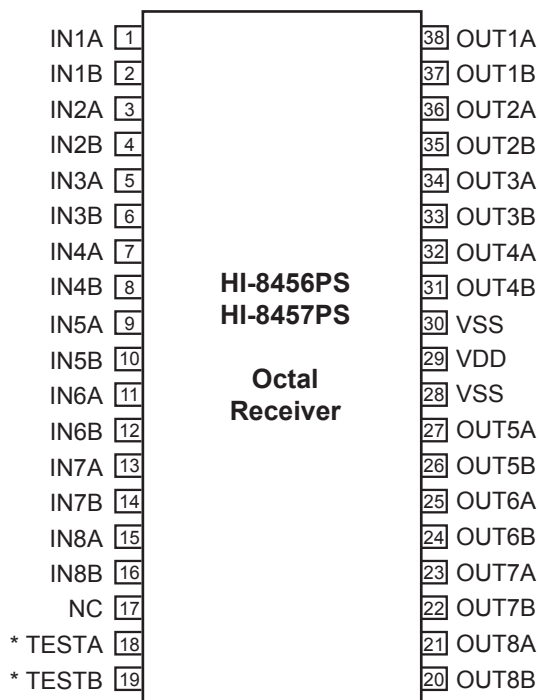 IN1A 1 38 OUT1A
IN1B 2 37 OUT1B
IN2A 3 36 OUT2A
IN2B 4 35 OUT2B
IN3A 5 34 OUT3A
IN3B 6 33 OUT3B
IN4A 7 32 OUT4A
IN4B 8 HI-8456PS 31 OUT4B
IN5A 9 HI-8457PS 30 VSS
IN5B 10 29 VDD
IN6A 11 Octal 28 VSS
IN6B 12 Receiver 27 OUT5A
IN7A 13 26 OUT5B
IN7B 14 25 OUT6A
IN8A 15 24 OUT6B
IN8B 16 23 OUT7A
NC 17 22 OUT7B
* TESTA 18 21 OUT8A
* TESTB 19 20 OUT8B